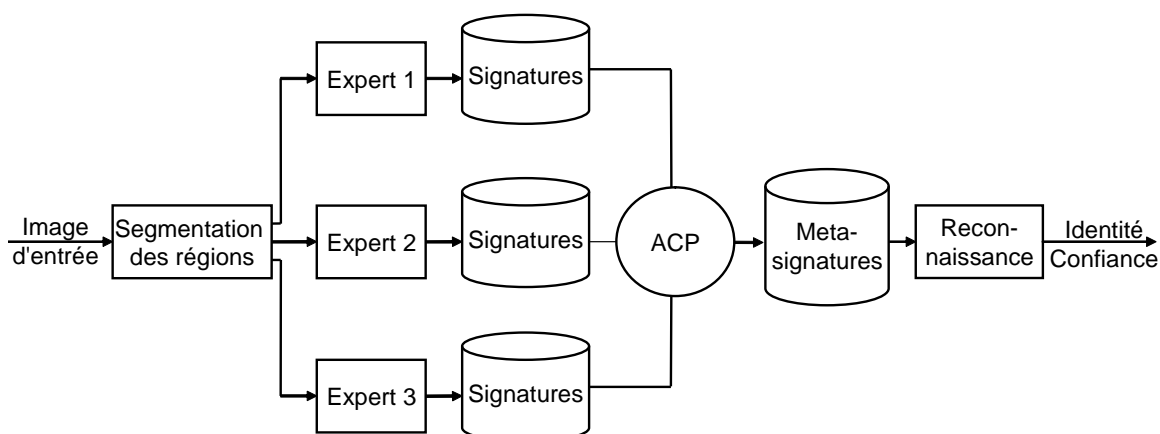 Image
d'entrée
Segmentation
des régions
Expert 1
Signatures
Expert 2
Signatures
Expert 3
Signatures
ACP
Meta-
signatures
Recon-
naissance
Identité
Confiance